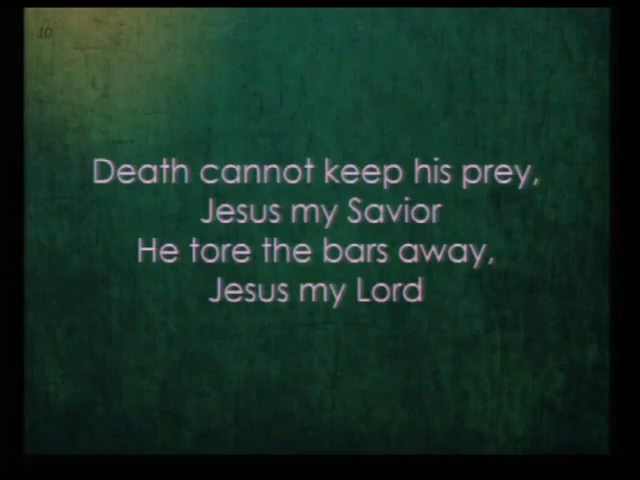 10
Death cannot keep his prey,
Jesus my Savior
He tore the bars away,
Jesus my Lord